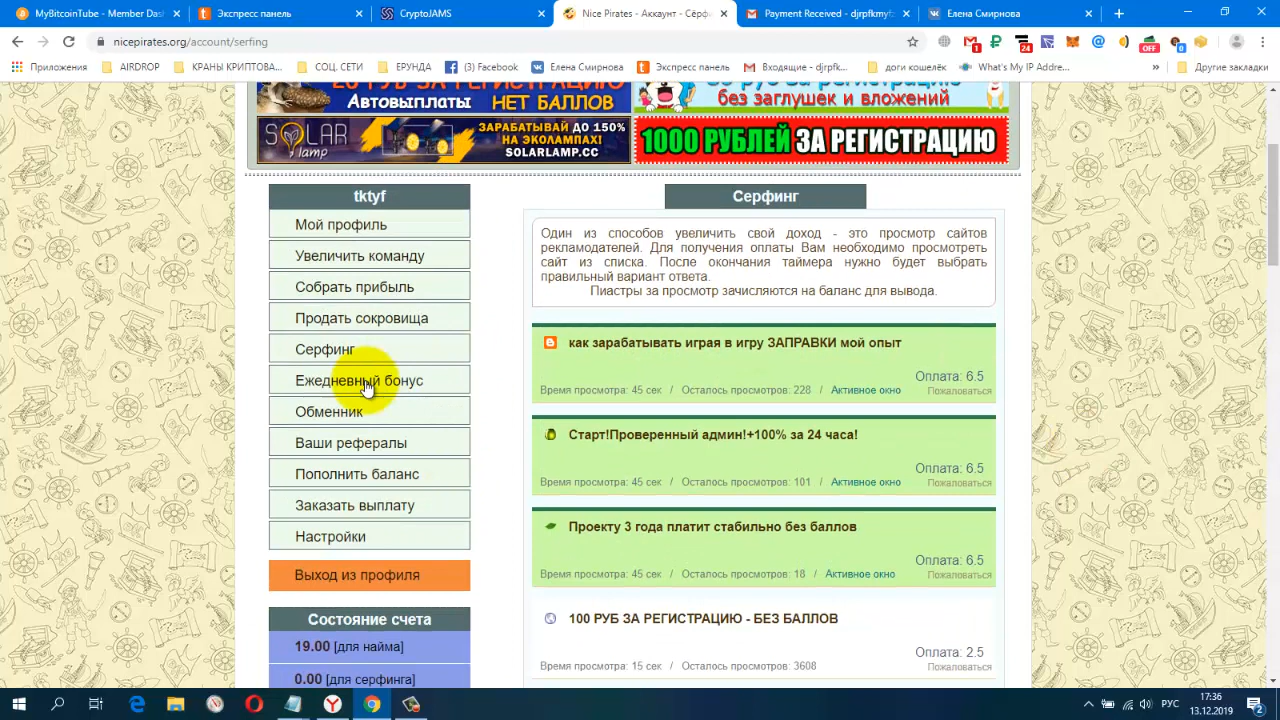 MyBitcoinTube - Member Das
Экспресс панель
CryptoJAMS
Nice Pirates - Аккаунт - Сёрфи
Payment Received - djrpfkmyf
Елена Смирнова
nicepirates.org/account/serfing
1
24
OFF
0
Приложения
AIRDROP
КРАНЫ КРИПТОВА...
СОЦ. СЕТИ
ЕРУНДА
(3) Facebook
Елена Смирнова
Экспресс панель
Входящие - djrpfk...
доги кошелёк
What's My IP Addre...
»
Другие закладки
Автовыплаты НЕТ БАЛЛОВ
без заглушек и вложений
SOLAR lamp
ЗАРАБАТЫВАЙ ДО 150%
НА ЭКОЛАМПАХ!
SOLARLAMP.CC
1000 РУБЛЕЙ ЗА РЕГИСТРАЦИЮ
tktyf
Мой профиль
Увеличить команду
Собрать прибыль
Продать сокровища
Серфинг
Ежедневный бонус
Обменник
Ваши рефералы
Пополнить баланс
Заказать выплату
Настройки
Выход из профиля
Состояние счета
19.00 [для найма]
0.00 [для серфинга]
Серфинг
Один из способов увеличить свой доход - это просмотр сайтов
рекламодателей. Для получения оплаты Вам необходимо просмотреть
сайт из списка. После окончания таймера нужно будет выбрать
правильный вариант ответа.
Пиастры за просмотр зачисляются на баланс для вывода.
как зарабатывать играя в игру ЗАПРАВКИ мой опыт
Оплата: 6.5
Время просмотра: 45 сек / Осталось просмотров: 228 / Активное окно
Пожаловаться
Старт!Проверенный админ!+100% за 24 часа!
Оплата: 6.5
Время просмотра: 45 сек / Осталось просмотров: 101 / Активное окно
Пожаловаться
Проекту 3 года платит стабильно без баллов
Оплата: 6.5
Время просмотра: 45 сек / Осталось просмотров: 18 / Активное окно
Пожаловаться
100 РУБ ЗА РЕГИСТРАЦИЮ - БЕЗ БАЛЛОВ
Оплата: 2.5
Время просмотра: 15 сек / Осталось просмотров: 3608
Пожаловаться
РУС
17:36
13.12.2019
2